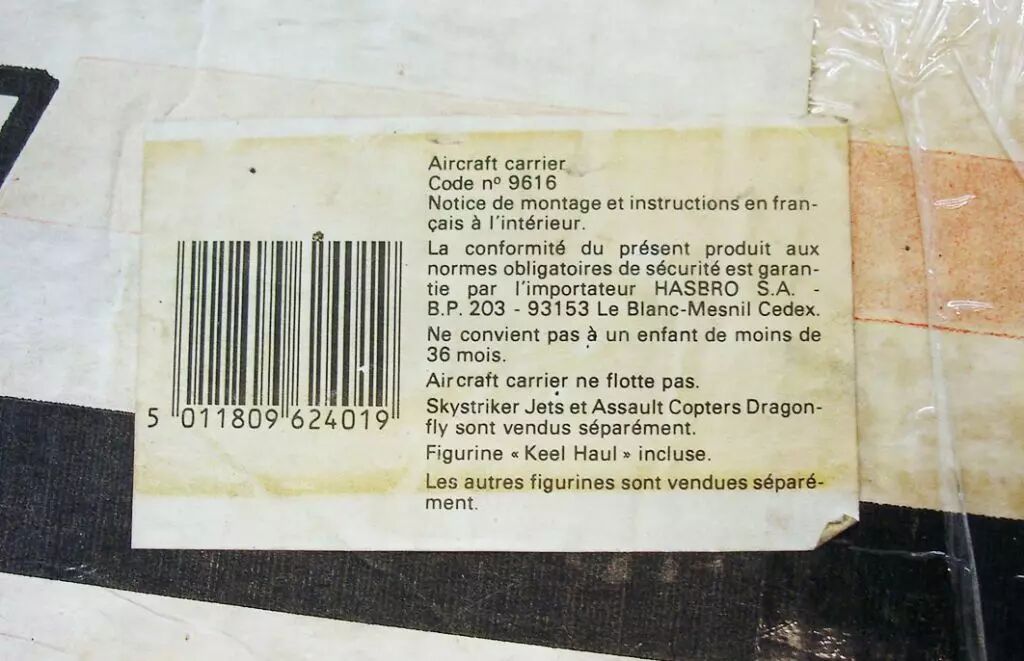 Aircraft carrier
Code nº 9616
Notice de montage et instructions en fran-
çais à l'intérieur.
La conformité du présent produit aux
normes obligatoires de sécurité est garan-
tie par l'importateur HASBRO S.A. -
B.P. 203 - 93153 Le Blanc-Mesnil Cedex.
Ne convient pas à un enfant de moins de
36 mois.
Aircraft carrier ne flotte pas.
Skystriker Jets et Assault Copters Dragon-
fly sont vendus séparément.
Figurine « Keel Haul » incluse.
Les autres figurines sont vendues séparé-
ment.
5 011809 624019